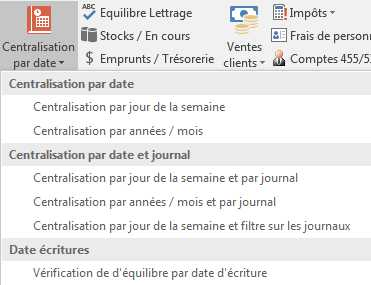 Centralisation
par date
ABC
Equilibre Lettrage
Stocks / En cours
$ Emprunts / Trésorerie
Ventes
clients
Impôts
Frais de person
Comptes 455/5
Centralisation par date
Centralisation par jour de la semaine
Centralisation par années / mois
Centralisation par date et journal
Centralisation par jour de la semaine et par journal
Centralisation par années / mois et par journal
Centralisation par jour de la semaine et filtre sur les journaux
Date écritures
Vérification de d'équilibre par date d'écriture